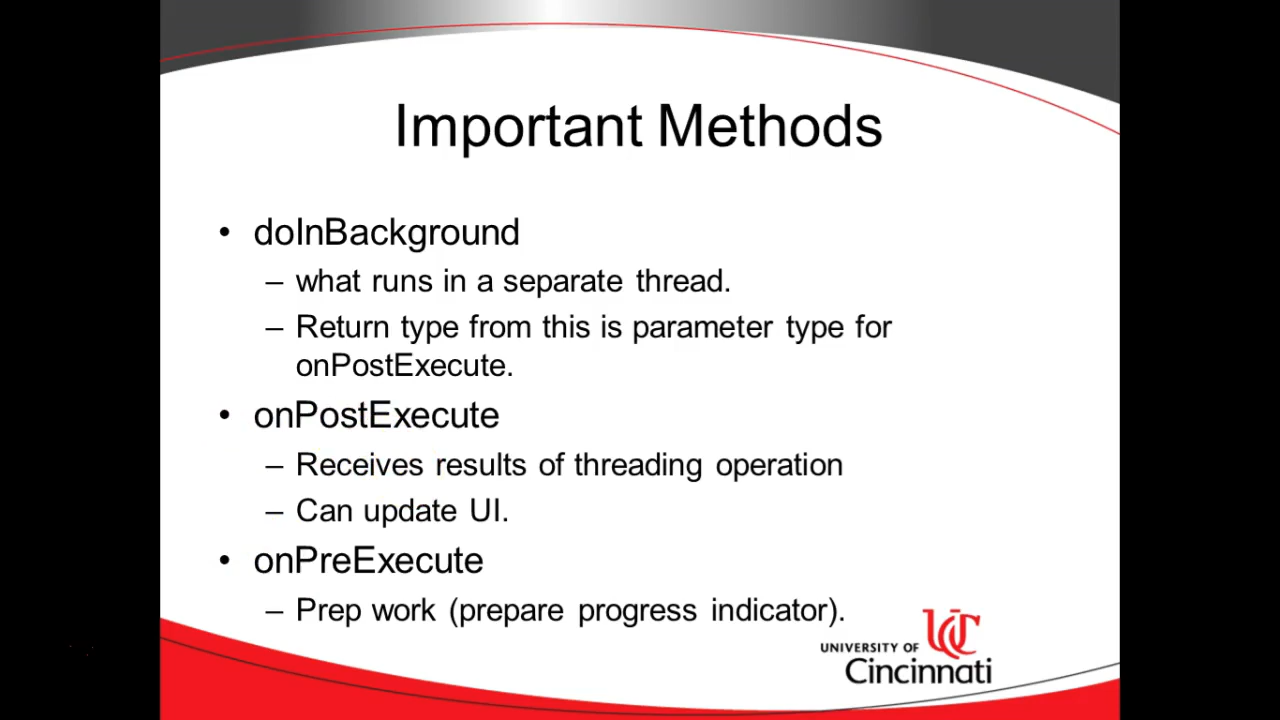 Important Methods
• doInBackground
– what runs in a separate thread.
– Return type from this is parameter type for
onPostExecute.
• onPostExecute
– Receives results of threading operation
– Can update UI.
• onPreExecute
– Prep work (prepare progress indicator).
UC
UNIVERSITY OF
Cincinnati